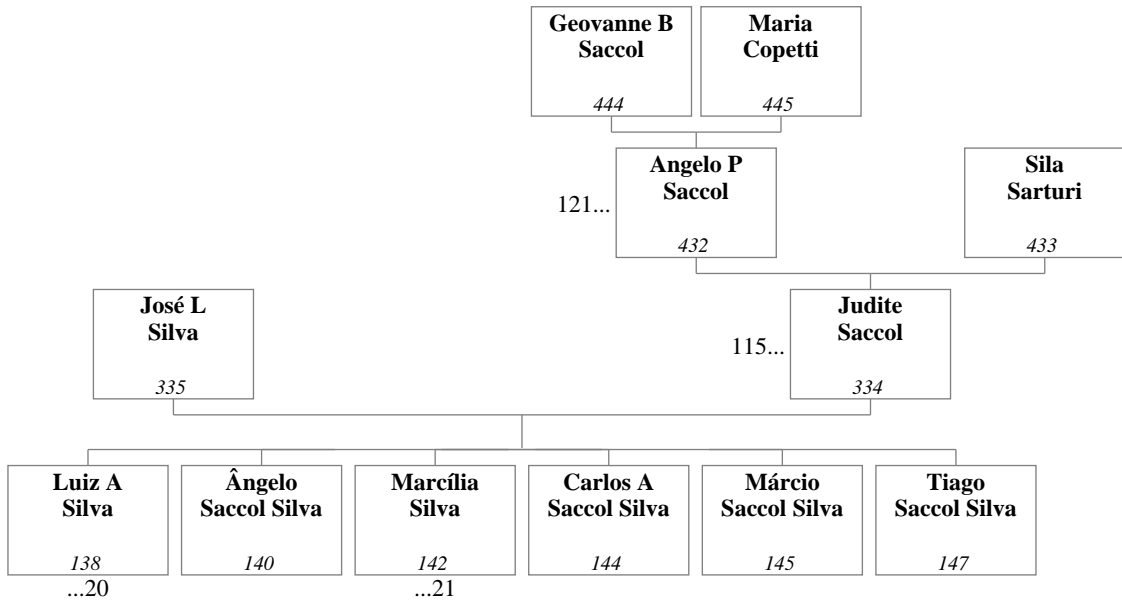 Geovanne B
Saccol
444
Maria
Copetti
445
121...
Angelo P
Saccol
432
Sila
Sarturi
433
José L
Silva
335
115...
Judite
Saccol
334
Luiz A
Silva
138
...20
Ângelo
Saccol Silva
140
Marcília
Silva
142
...21
Carlos A
Saccol Silva
144
Márcio
Saccol Silva
145
Tiago
Saccol Silva
147